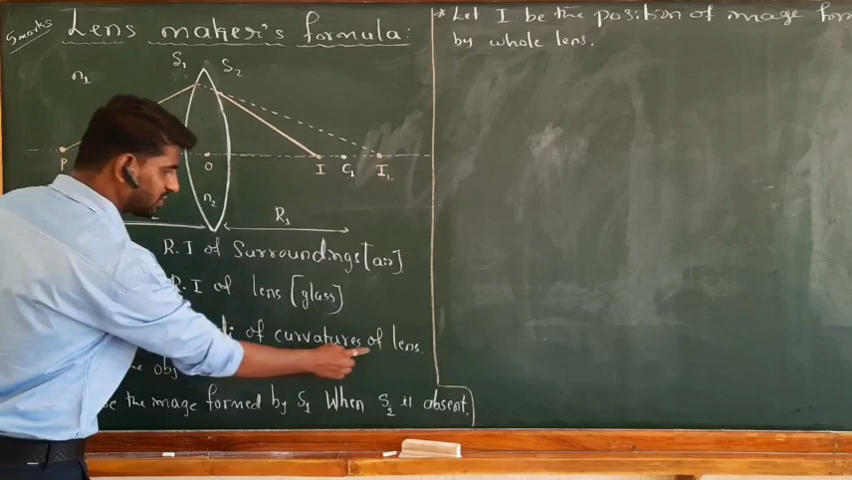 5 marks
Lens maker's formula:
S₁
S₂
n₁
P
O
I
C₁
I₁
n₂
R₁
R.I of Surroundings [air]
R.I of lens [glass]
of curvatures of lens.
the image formed by S₁ When S₂ is absent.
* Let I be the position of image
by whole lens.